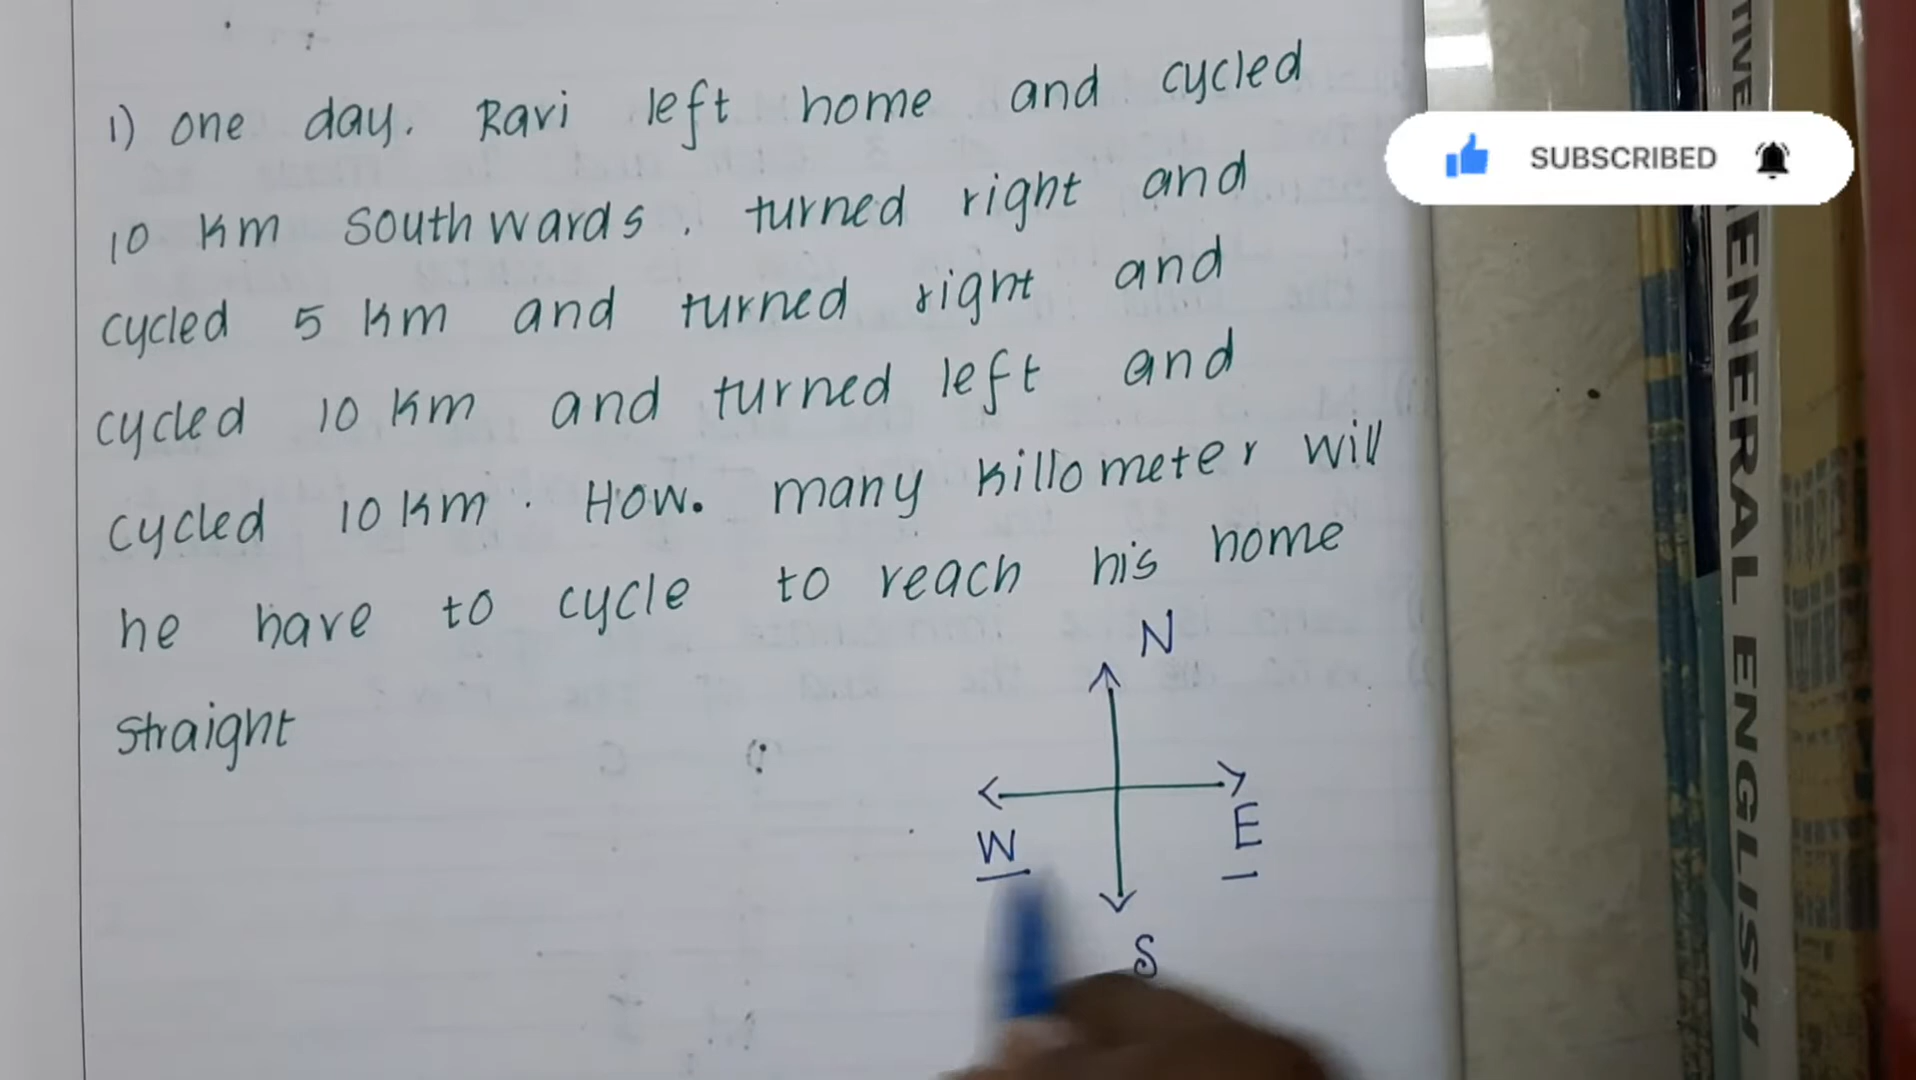 1) one day. Ravi left home and cycled
10 km southwards. turned right and
cycled 5 km and turned right and
cycled 10 km and turned left and
cycled 10 km. How. many killometer will
he have to cycle to reach his home
straight
N
W
E
S
SUBSCRIBED
ENERAL ENGLISH